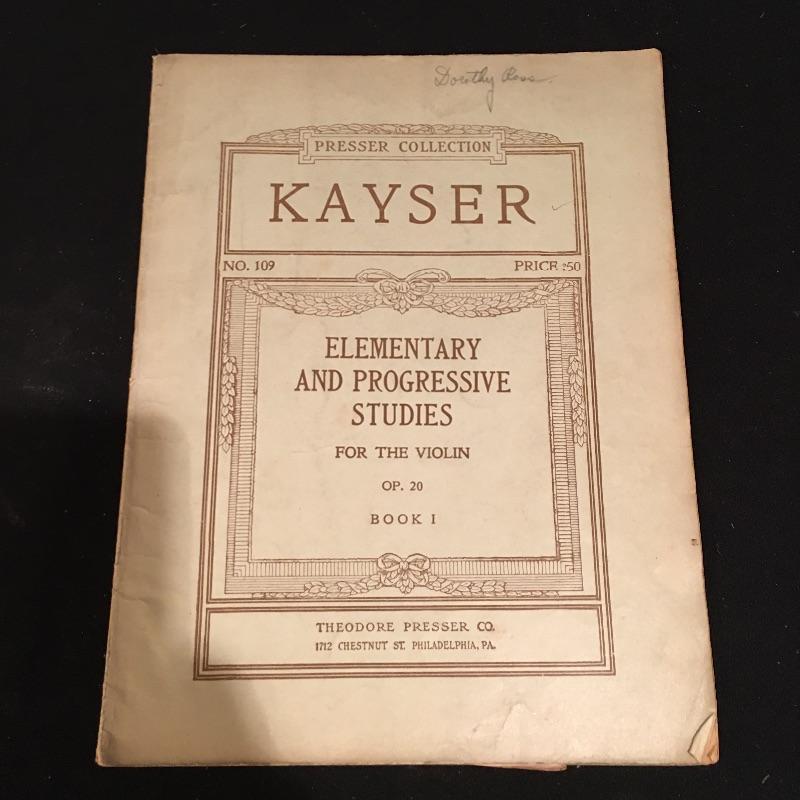 Dorothy Ross
PRESSER COLLECTION
KAYSER
NO. 109 PRICE .50
ELEMENTARY
AND PROGRESSIVE
STUDIES
FOR THE VIOLIN
OP. 20
BOOK I
THEODORE PRESSER CO.
1712 CHESTNUT ST. PHILADELPHIA, PA.